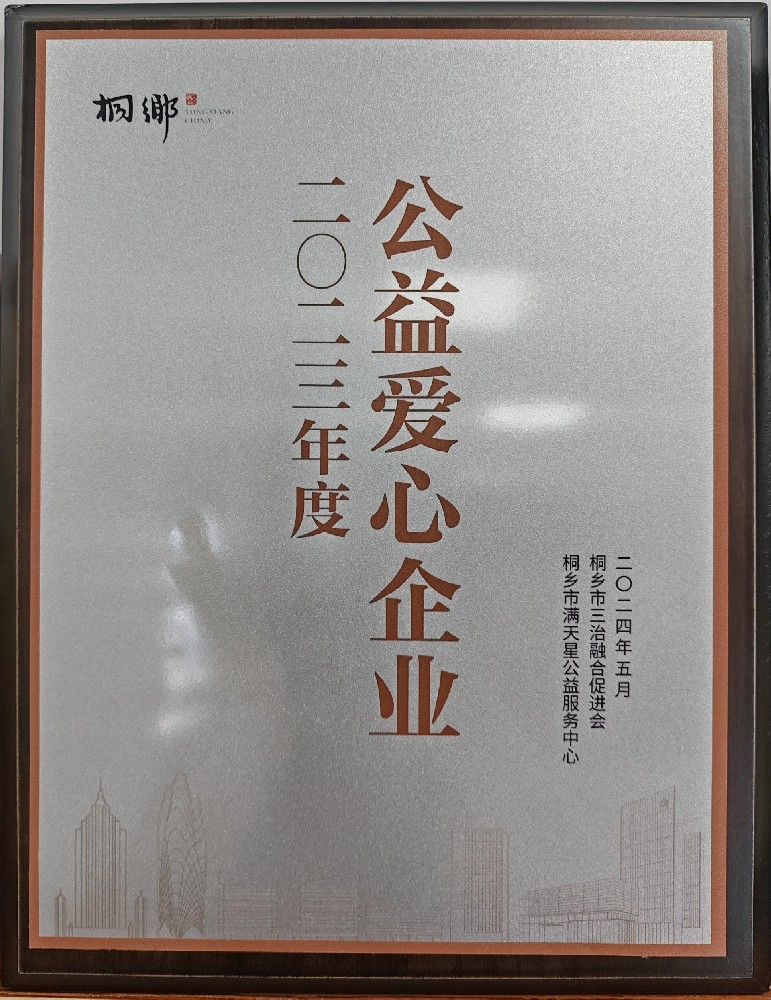 桐鄉
TONGXIANG
CHINA
二〇二三年度
公益爱心企业
桐乡市满天星公益服务中心
桐乡市三治融合促进会
二〇二四年五月